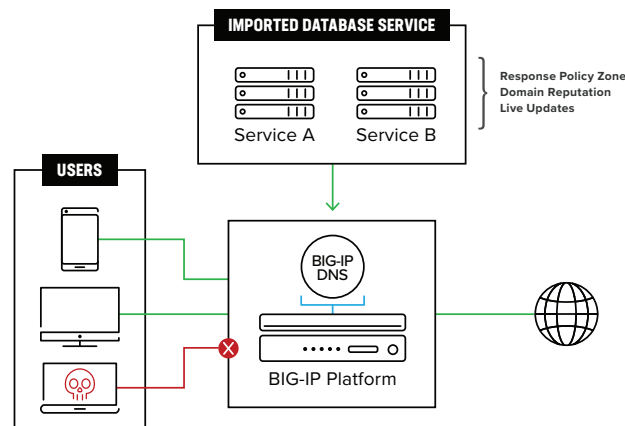 IMPORTED DATABASE SERVICE
Service A
Service B
Response Policy Zone
Domain Reputation
Live Updates
USERS
BIG-IP
DNS
BIG-IP Platform